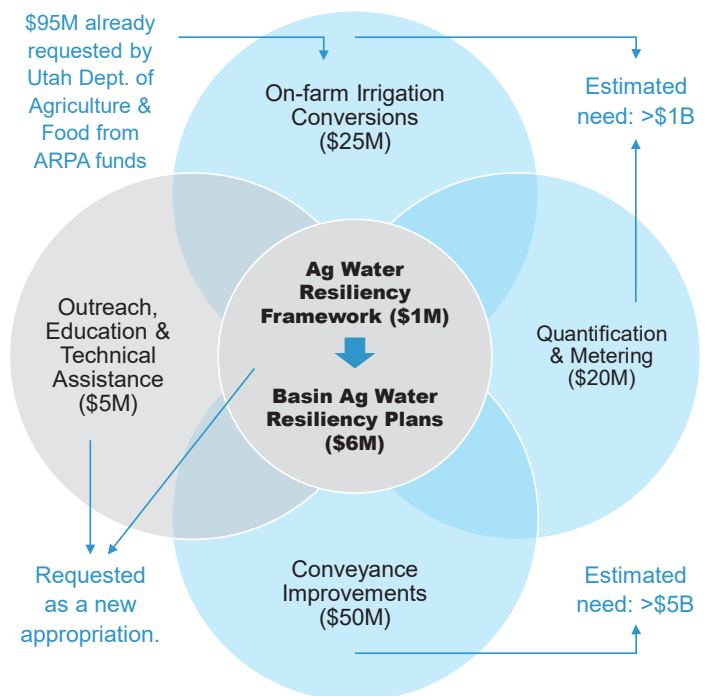 $95M already
requested by
Utah Dept. of
Agriculture &
Food from
ARPA funds
On-farm Irrigation
Conversions
($25M)
Estimated
need: >$1B
Outreach,
Education &
Technical
Assistance
($5M)
Ag Water
Resiliency
Framework ($1M)
Basin Ag Water
Resiliency Plans
($6M)
Quantification
& Metering
($20M)
Requested
as a new
appropriation.
Conveyance
Improvements
($50M)
Estimated
need: >$5B